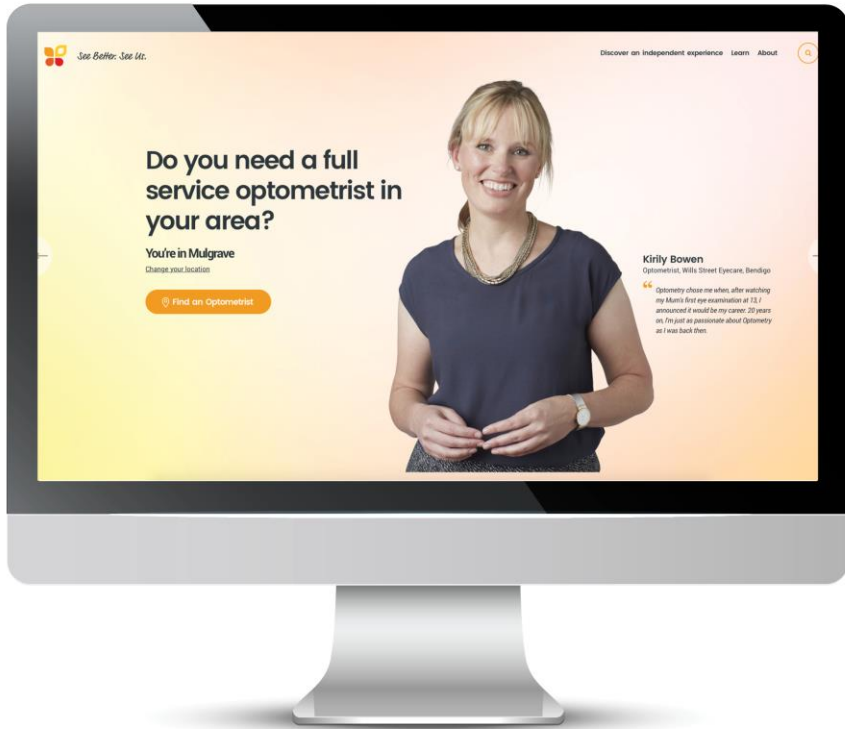 See Better. See Us.
Discover an independent experience Learn About
Do you need a full
service optometrist in
your area?
You're in Mulgrave
Change your location
Find an Optometrist
Kirily Bowen
Optometrist, Wills Street Eyecare, Bendigo
“ Optometry chose me when, after watching
my Mum's first eye examination at 13, I
announced it would be my career. 20 years
on, I'm just as passionate about Optometry
as I was back then.